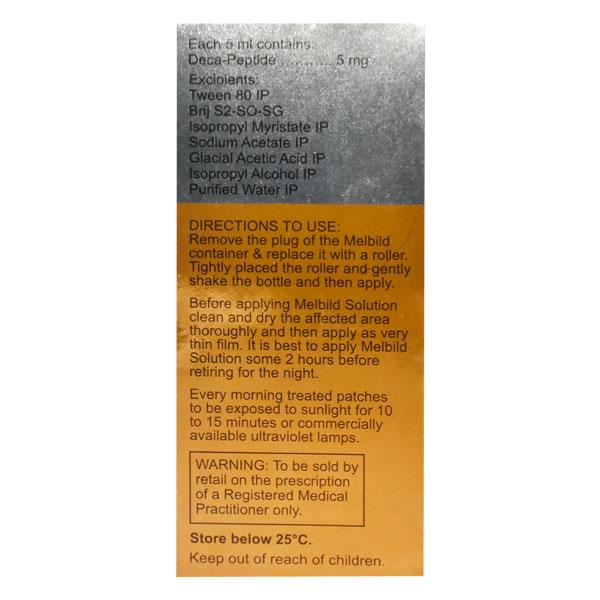 Each 5 ml contains:
Deca-Peptide ........... 5 mg
Excipients:
Tween 80 IP
Brij S2-SO-SG
Isopropyl Myristate IP
Sodium Acetate IP
Glacial Acetic Acid IP
Isopropyl Alcohol IP
Purified Water IP
DIRECTIONS TO USE:
Remove the plug of the Melbild
container & replace it with a roller.
Tightly placed the roller and gently
shake the bottle and then apply.
Before applying Melbild Solution
clean and dry the affected area
thoroughly and then apply as very
thin film. It is best to apply Melbild
Solution some 2 hours before
retiring for the night.
Every morning treated patches
to be exposed to sunlight for 10
to 15 minutes or commercially
available ultraviolet lamps.
WARNING: To be sold by
retail on the prescription
of a Registered Medical
Practitioner only.
Store below 25°C.
Keep out of reach of children.